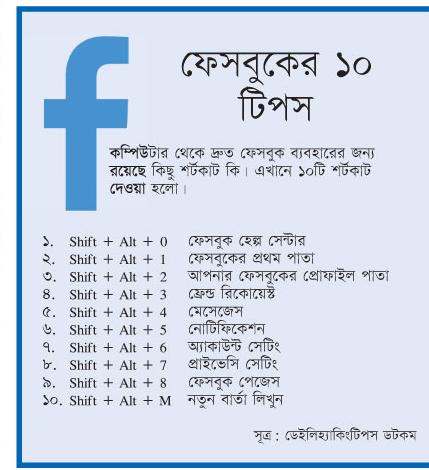 ফেসবুকের ১০
টিপস
কম্পিউটার থেকে দ্রুত ফেসবুক ব্যবহারের জন্য
রয়েছে কিছু শর্টকাট কি। এখানে ১০টি শর্টকাট
দেওয়া হলো।
১. Shift + Alt + 0 ফেসবুক হেল্প সেন্টার
২. Shift + Alt + 1 ফেসবুকের প্রথম পাতা
৩. Shift + Alt + 2 আপনার ফেসবুকের প্রোফাইল পাতা
৪. Shift + Alt + 3 ফ্রেন্ড রিকোয়েস্ট
৫. Shift + Alt + 4 মেসেজেস
৬. Shift + Alt + 5 নোটিফিকেশন
৭. Shift + Alt + 6 অ্যাকাউন্ট সেটিং
৮. Shift + Alt + 7 প্রাইভেসি সেটিং
৯. Shift + Alt + 8 ফেসবুক পেজেস
১০. Shift + Alt + M নতুন বার্তা লিখুন
সূত্র : ডেইলিহ্যাকিংটিপস ডটকম